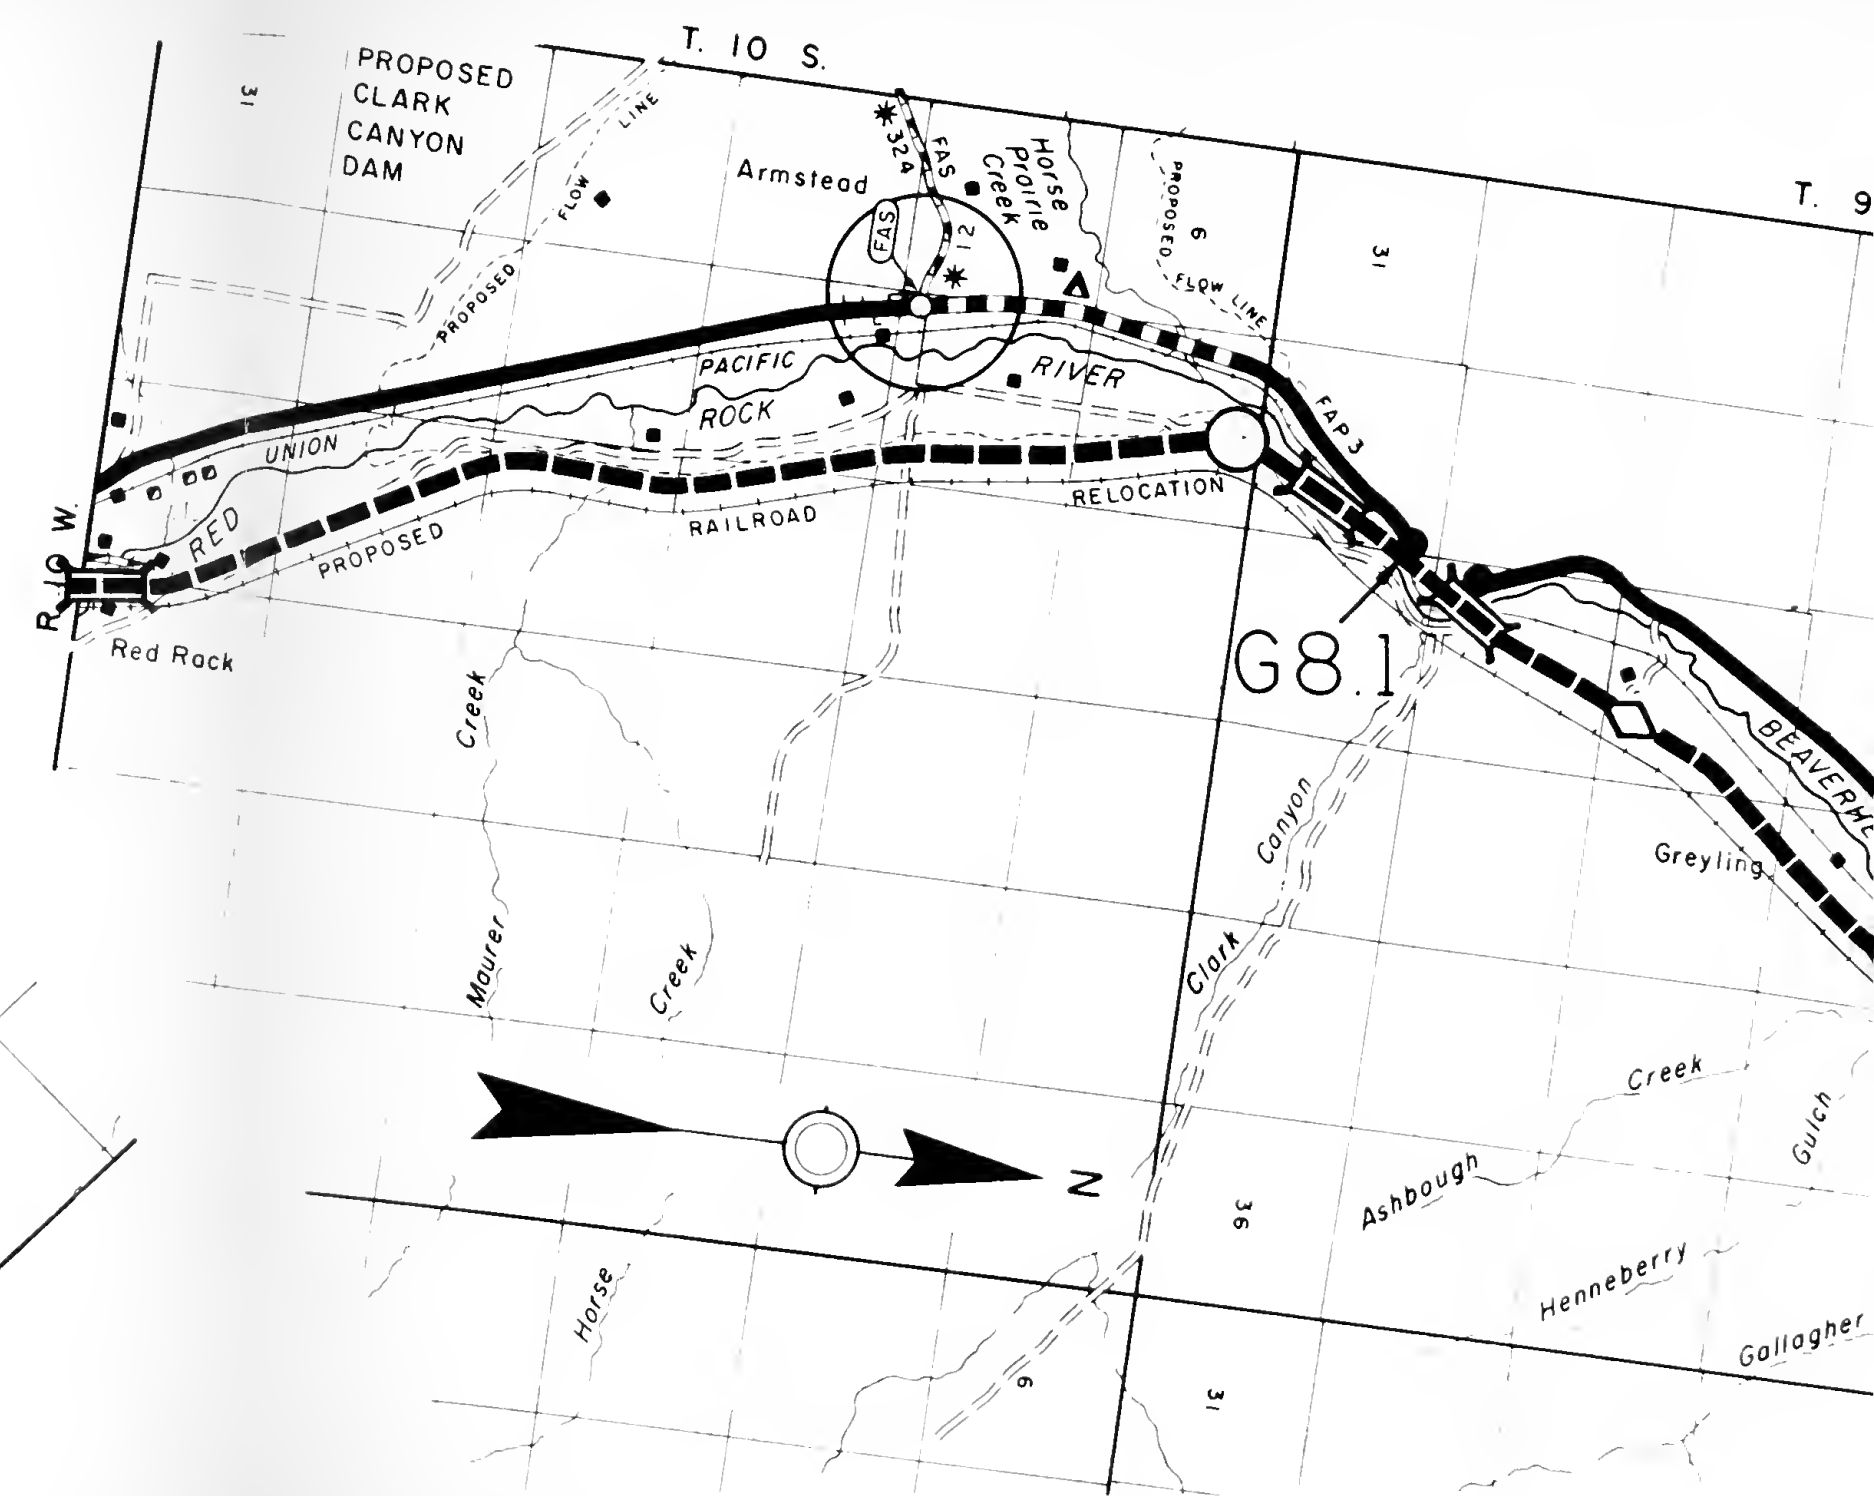 T. 10 S.
PROPOSED
CLARK
CANYON
DAM
31
LINE
FLOW
PROPOSED
Armstead
324
FAS
FAS
12
Horse
Prairie
Creek
PROPOSED
6
FLOW LINE
31
T. 9
PACIFIC
UNION
RIVER
ROCK
RED
FAP 3
RELOCATION
RAILROAD
PROPOSED
R. 10 W.
Red Rock
G8.1
BEAVERHE
Greyling
Creek
Maurer
Creek
Canyon
Clark
N
Creek
Ashbough
Gulch
36
Henneberry
Gallagher
Horse
6
31